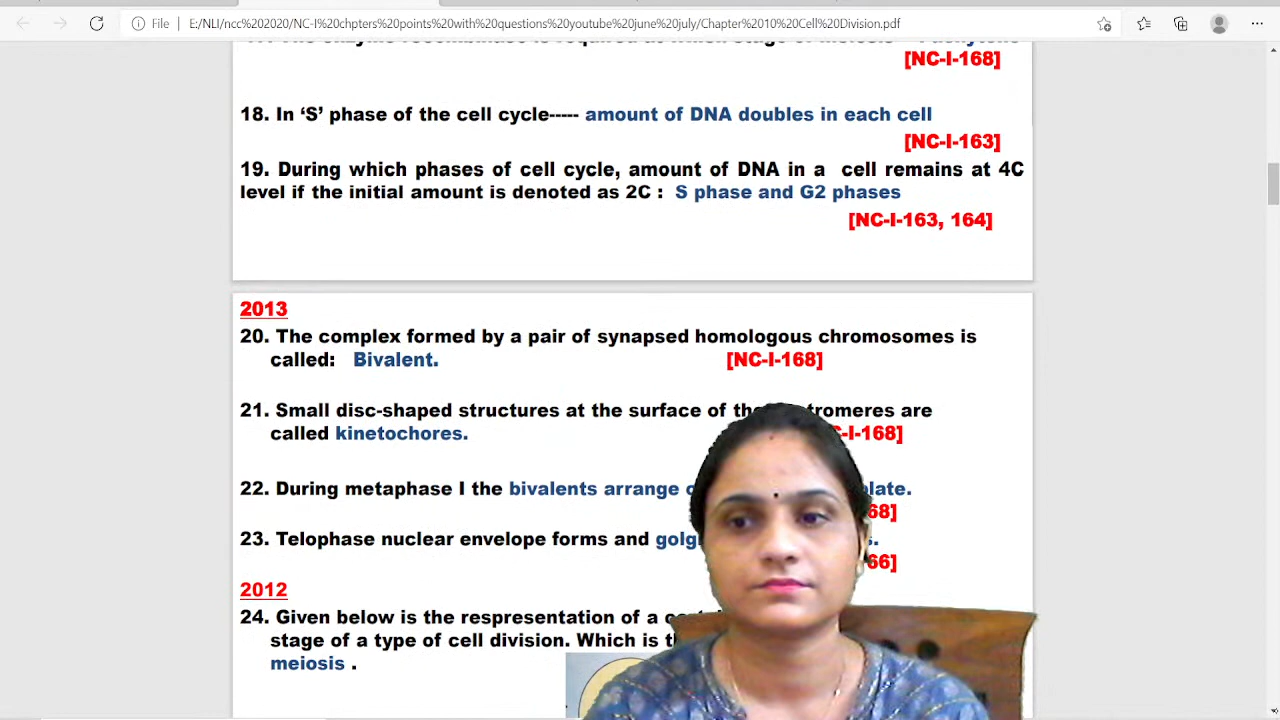 File
E:/NLI/ncc%202020/NC-I%20chpters%20points%20with%20questions%20youtube%20june%20july/Chapter%2010%20Cell%20Division.pdf
[NC-I-168]
18. In ‘S’ phase of the cell cycle----- amount of DNA doubles in each cell
[NC-I-163]
19. During which phases of cell cycle, amount of DNA in a cell remains at 4C
level if the initial amount is denoted as 2C : S phase and G2 phases
[NC-I-163, 164]
2013
20. The complex formed by a pair of synapsed homologous chromosomes is
called: Bivalent. [NC-I-168]
21. Small disc-shaped structures at the surface of the are
called kinetochores. -I-168]
22. During metaphase I the bivalents arrange
68]
23. Telophase nuclear envelope forms and
66]
2012
24. Given below is the respresentation of a
stage of a type of cell division. Which is
meiosis .